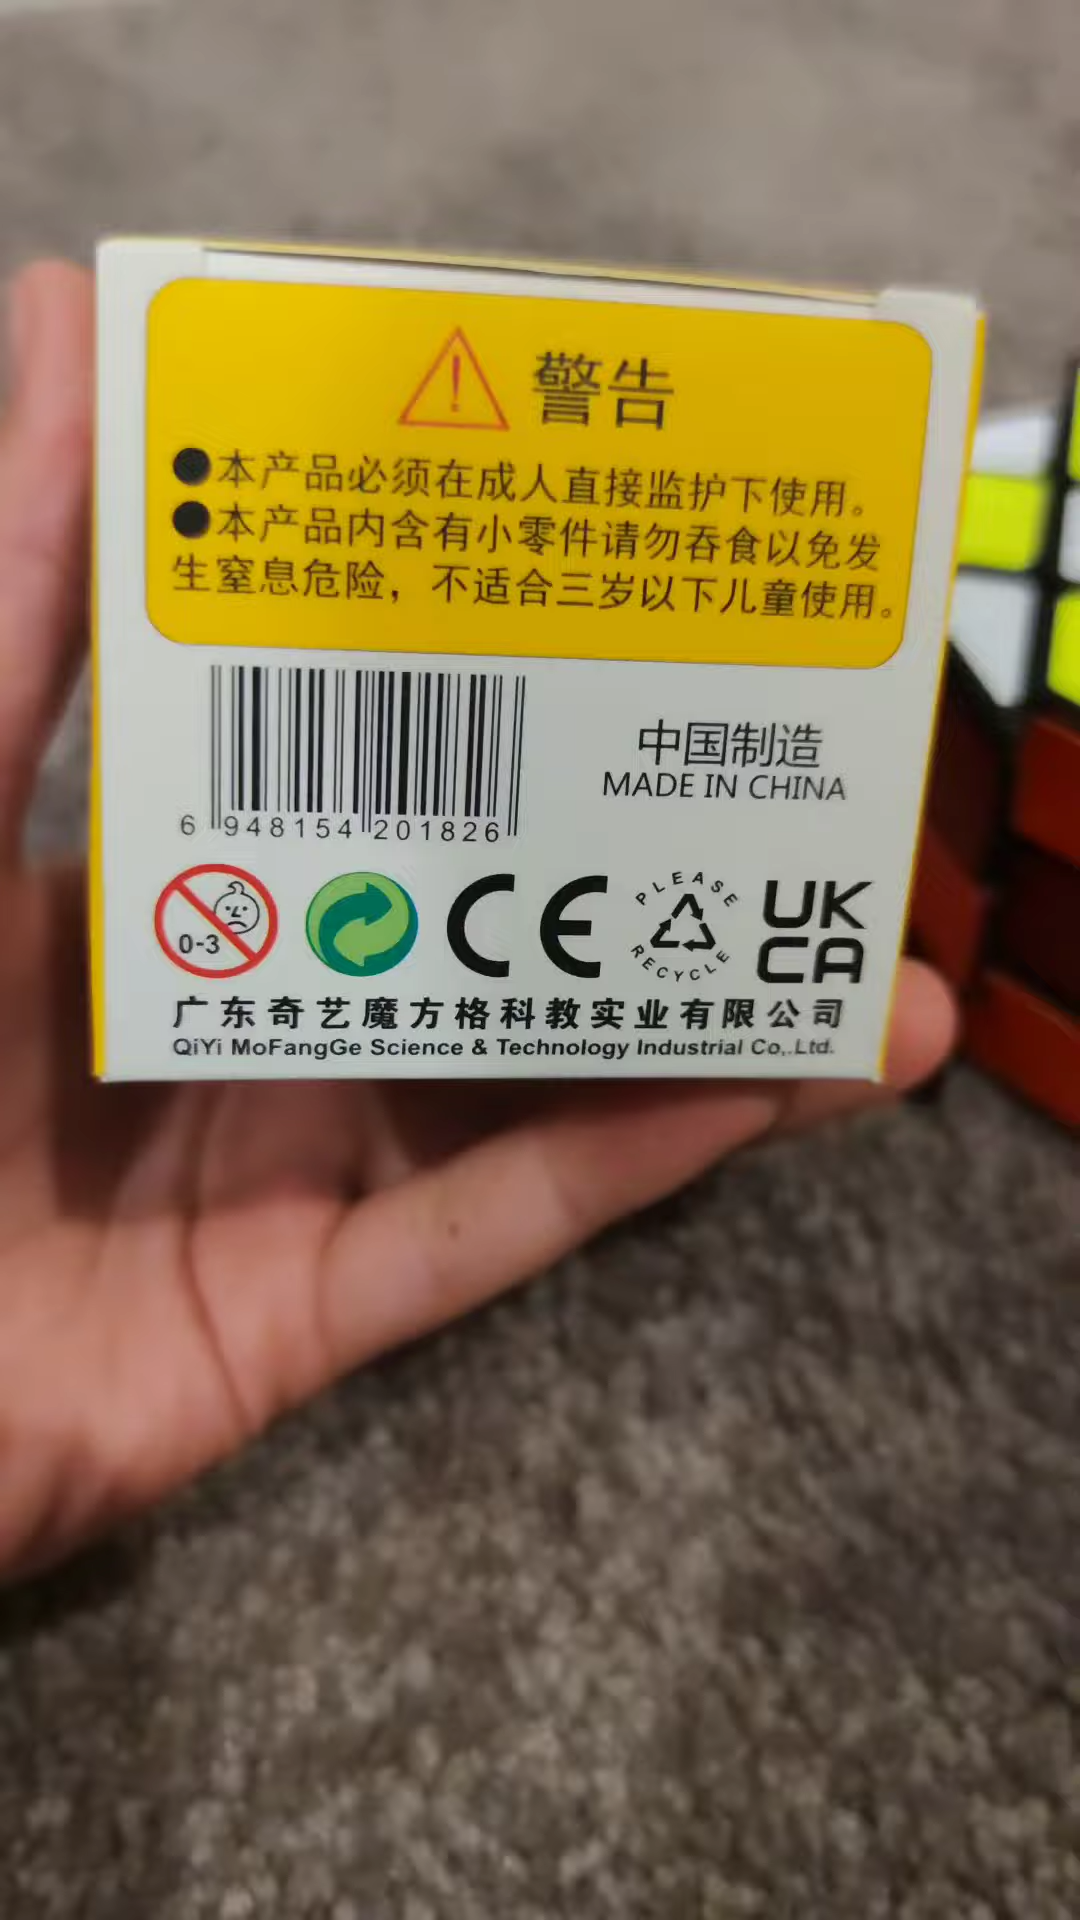 警告
●本产品必须在成人直接监护下使用。
●本产品内含有小零件请勿吞食以免发
生窒息危险，不适合三岁以下儿童使用。
中国制造
MADE IN CHINA
6 948154 201826
0-3
CE
PLEASE RECYCLE
UK
CA
广东奇艺魔方格科教实业有限公司
QiYi MoFangGe Science & Technology Industrial Co,.Ltd.